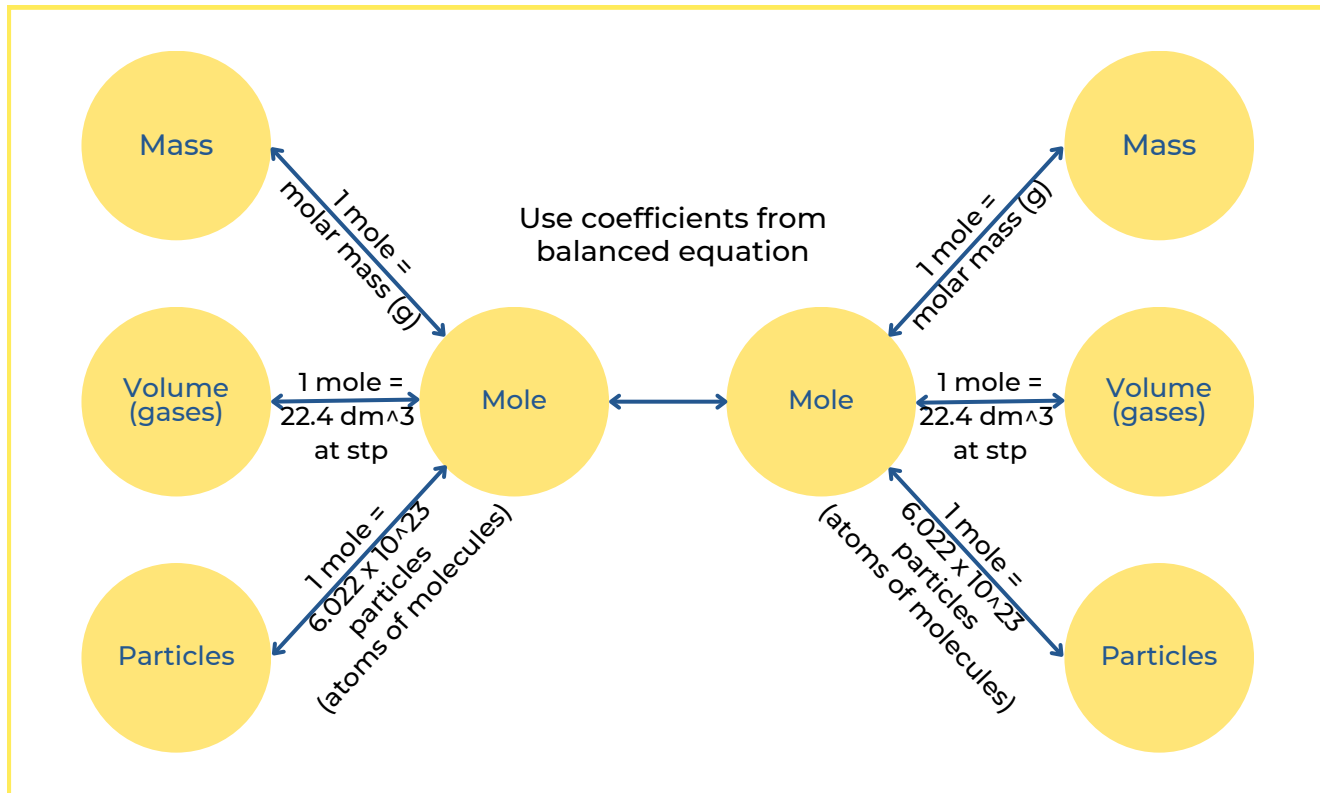 Mass
Mass
1 mole =
molar mass (g)
Use coefficients from
balanced equation
1 mole =
molar mass (g)
Volume
(gases)
1 mole =
22.4 dm^3
at stp
Mole
Mole
1 mole =
22.4 dm^3
at stp
Volume
(gases)
1 mole =
6.022 x 10^23
particles
(atoms of molecules)
1 mole =
6.022 x 10^23
particles
(atoms of molecules)
Particles
Particles